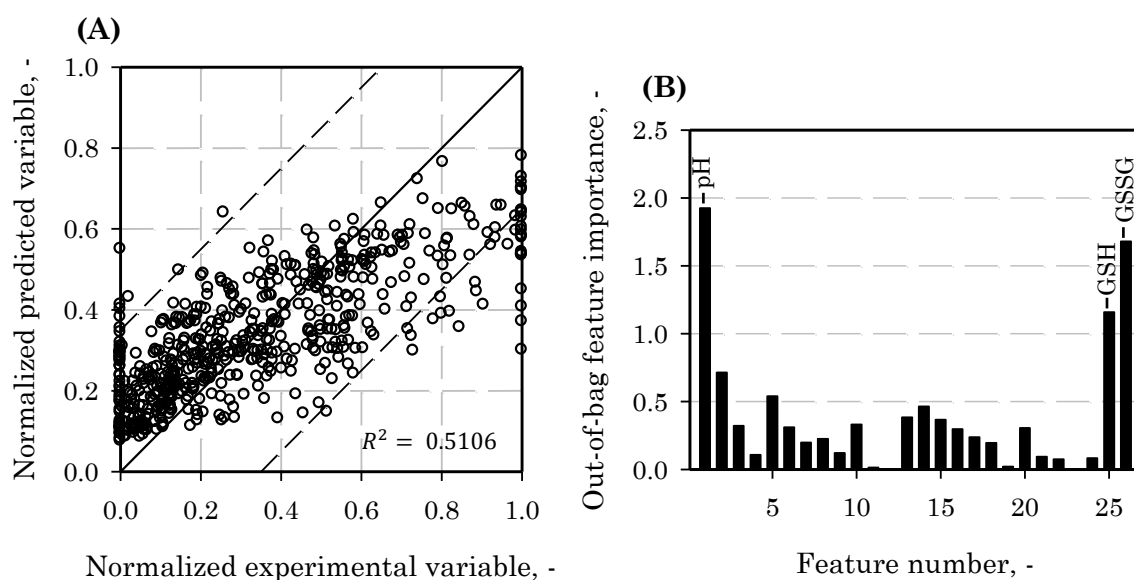 (A)
Normalized predicted variable, -
1.0
0.8
0.6
0.4
0.2
0.0
R² = 0.5106
0.0 0.2 0.4 0.6 0.8 1.0
Normalized experimental variable, -
(B)
Out-of-bag feature importance, -
2.5
2.0
1.5
1.0
0.5
0.0
pH
GSH
GSSG
5 10 15 20 25
Feature number, -